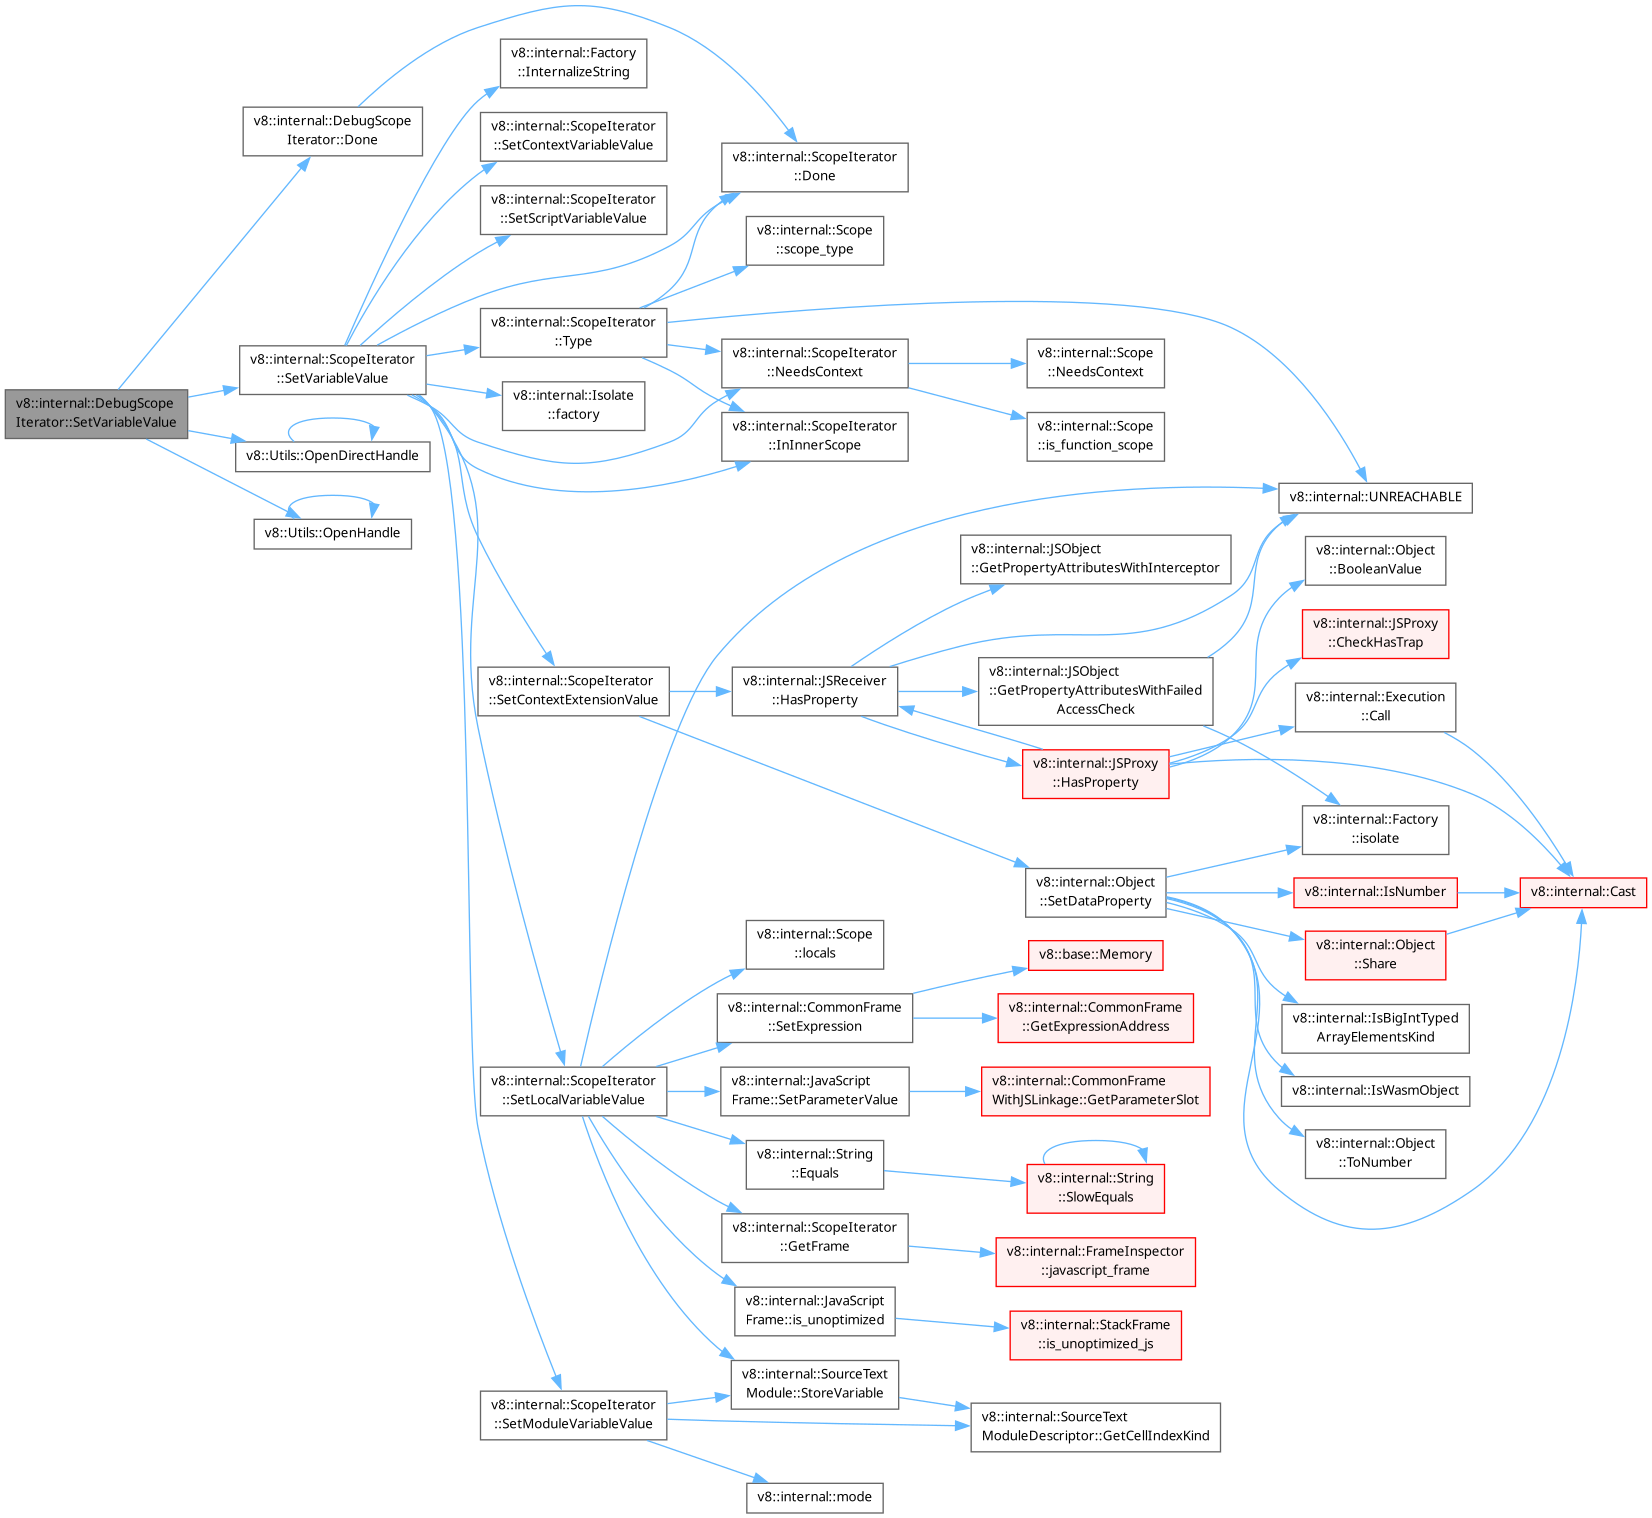 v8::internal::DebugScope
Iterator::SetVariableValue
v8::internal::DebugScope
Iterator::Done
v8::internal::ScopeIterator
::SetVariableValue
v8::Utils::OpenDirectHandle
v8::Utils::OpenHandle
v8::internal::Factory
::InternalizeString
v8::internal::ScopeIterator
::SetContextVariableValue
v8::internal::ScopeIterator
::SetScriptVariableValue
v8::internal::ScopeIterator
::Type
v8::internal::Isolate
::factory
v8::internal::ScopeIterator
::SetContextExtensionValue
v8::internal::ScopeIterator
::SetLocalVariableValue
v8::internal::ScopeIterator
::SetModuleVariableValue
v8::internal::ScopeIterator
::Done
v8::internal::Scope
::scope_type
v8::internal::ScopeIterator
::NeedsContext
v8::internal::ScopeIterator
::InInnerScope
v8::internal::JSReceiver
::HasProperty
v8::internal::Scope
::locals
v8::internal::CommonFrame
::SetExpression
v8::internal::JavaScript
Frame::SetParameterValue
v8::internal::String
::Equals
v8::internal::ScopeIterator
::GetFrame
v8::internal::JavaScript
Frame::is_unoptimized
v8::internal::SourceText
Module::StoreVariable
v8::internal::mode
v8::internal::Scope
::NeedsContext
v8::internal::Scope
::is_function_scope
v8::internal::JSObject
::GetPropertyAttributesWithInterceptor
v8::internal::JSObject
::GetPropertyAttributesWithFailed
AccessCheck
v8::internal::JSProxy
::HasProperty
v8::internal::Object
::SetDataProperty
v8::base::Memory
v8::internal::CommonFrame
::GetExpressionAddress
v8::internal::CommonFrame
WithJSLinkage::GetParameterSlot
v8::internal::String
::SlowEquals
v8::internal::FrameInspector
::javascript_frame
v8::internal::StackFrame
::is_unoptimized_js
v8::internal::SourceText
ModuleDescriptor::GetCellIndexKind
v8::internal::UNREACHABLE
v8::internal::Object
::BooleanValue
v8::internal::JSProxy
::CheckHasTrap
v8::internal::Execution
::Call
v8::internal::Factory
::isolate
v8::internal::IsNumber
v8::internal::Object
::Share
v8::internal::IsBigIntTyped
ArrayElementsKind
v8::internal::IsWasmObject
v8::internal::Object
::ToNumber
v8::internal::Cast